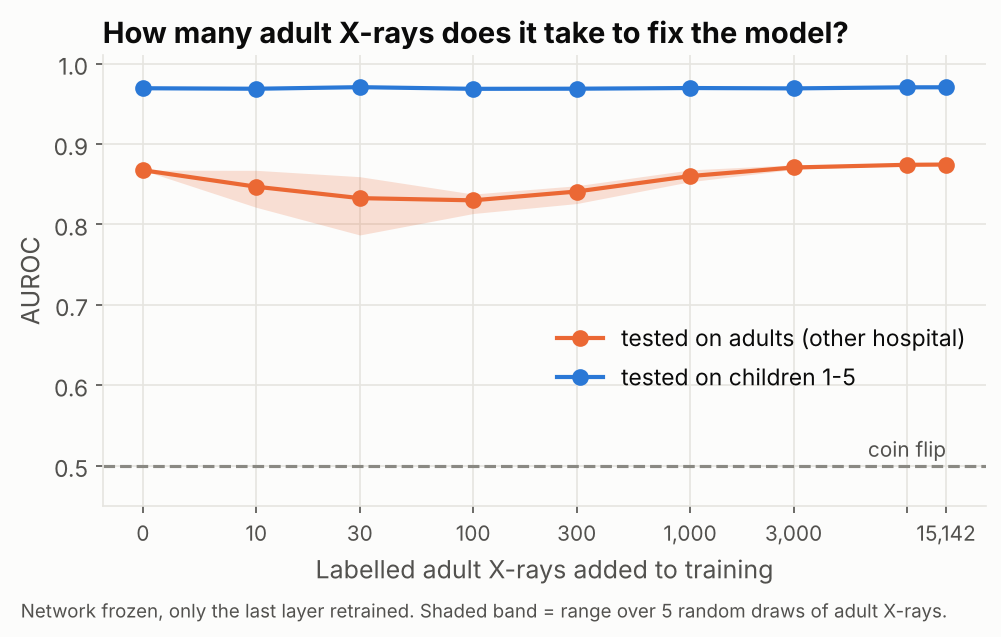 How many adult X-rays does it take to fix the model?
AUROC
1.0
0.9
0.8
0.7
0.6
0.5
tested on adults (other hospital)
tested on children 1-5
coin flip
0 10 30 100 300 1,000 3,000 15,142
Labelled adult X-rays added to training
Network frozen, only the last layer retrained. Shaded band = range over 5 random draws of adult X-rays.